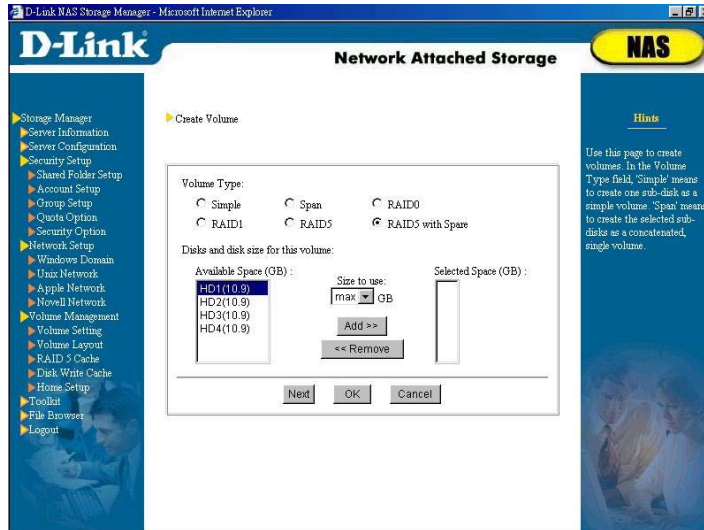 D-Link NAS Storage Manager - Microsoft Internet Explorer
D-Link
Network Attached Storage
NAS
Storage Manager
Server Information
Server Configuration
Security Setup
Shared Folder Setup
Account Setup
Group Setup
Quota Option
Security Option
Network Setup
Windows Domain
Unix Network
Apple Network
Novell Network
Volume Management
Volume Setting
Volume Layout
RAID 5 Cache
Disk Write Cache
Home Setup
Toolkit
File Browser
Logout
Create Volume
Volume Type:
Simple Span RAID0
RAID1 RAID5 RAID5 with Spare
Disks and disk size for this volume:
Available Space (GB) :
HD1(10.9)
HD2(10.9)
HD3(10.9)
HD4(10.9)
Size to use:
max GB
Add >>
<< Remove
Selected Space (GB) :
Next OK Cancel
Hints
Use this page to create
volumes. In the Volume
Type field, 'Simple' means
to create one sub-disk as a
simple volume. 'Span' means
to create the selected sub-
disks as a concatenated,
single volume.